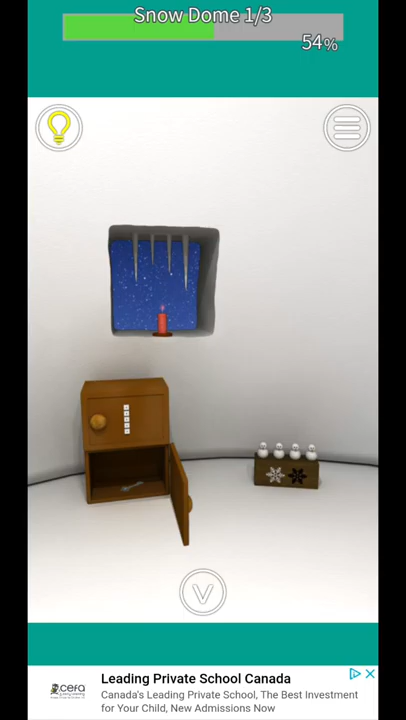 Snow Dome 1/3
54%
Leading Private School Canada
cefa
Canada's Leading Private School, The Best Investment
for Your Child, New Admissions Now